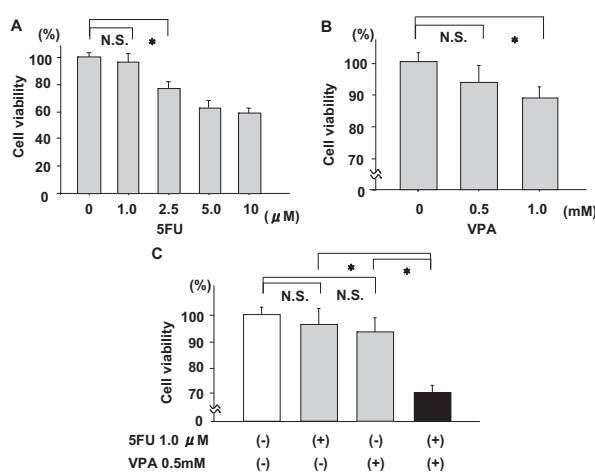 A
(%)
N.S. *
100
80
60
40
20
0
Cell viability
0 1.0 2.5 5.0 10 (μM)
5FU
B
(%)
N.S. *
100
90
80
70
0
Cell viability
0 0.5 1.0 (mM)
VPA
C
(%)
* *
N.S. N.S.
100
90
80
70
0
Cell viability
5FU 1.0 μM (-) (+) (-) (+)
VPA 0.5mM (-) (-) (+) (+)